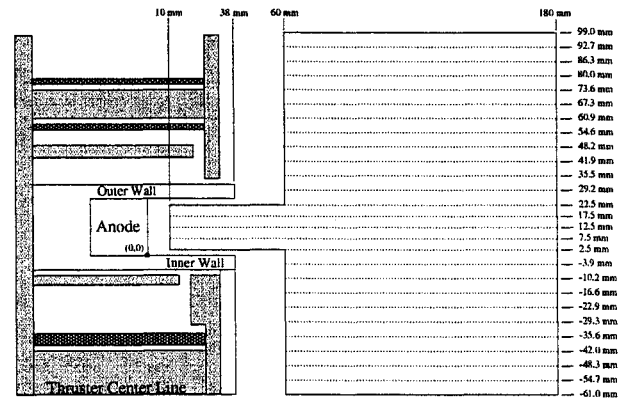 10 mm 38 mm 60 mm 180 mm
99.0 mm
92.7 mm
86.3 mm
80.0 mm
73.6 mm
67.3 mm
60.9 mm
54.6 mm
48.2 mm
41.9 mm
35.5 mm
29.2 mm
22.5 mm
17.5 mm
12.5 mm
7.5 mm
2.5 mm
-3.9 mm
-10.2 mm
-16.6 mm
-22.9 mm
-29.3 mm
-35.6 mm
-42.0 mm
-48.3 mm
-54.7 mm
-61.0 mm
Outer Wall
Anode
(0,0)
Inner Wall
Thruster Center Line